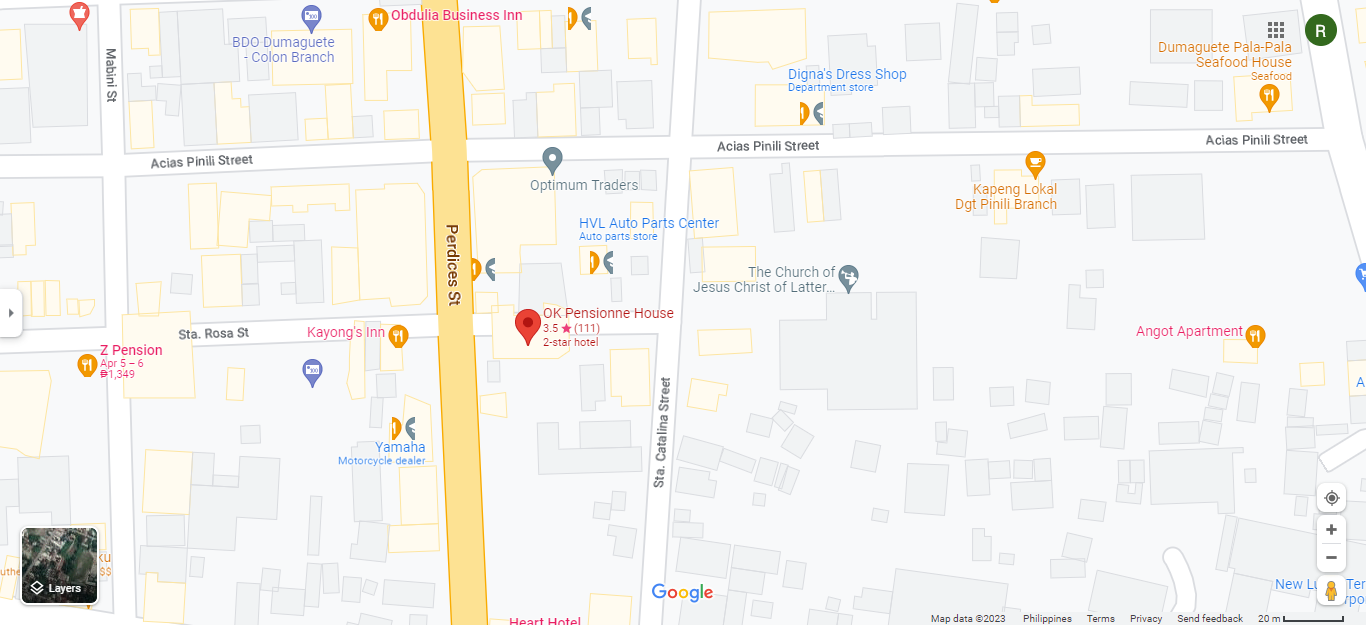 Obdulia Business Inn
BDO Dumaguete
- Colon Branch
Mabini St
R
Dumaguete Pala-Pala
Seafood House
Seafood
Digna's Dress Shop
Department store
Acias Pinili Street
Acias Pinili Street
Acias Pinili Street
Optimum Traders
Kapeng Lokal
Dgt Pinili Branch
HVL Auto Parts Center
Auto parts store
Perdices St
The Church of
Jesus Christ of Latter...
OK Pensionne House
3.5 ★ (111)
2-star hotel
Sta. Rosa St
Kayong's Inn
Angot Apartment
Z Pension
Apr 5 – 6
₱1,349
A
Sta. Catalina Street
Yamaha
Motorcycle dealer
ku
$$
Layers
Google
New Lu
Ter
Heart Hotel
Map data ©2023
Philippines
Terms
Privacy
Send feedback
20 m